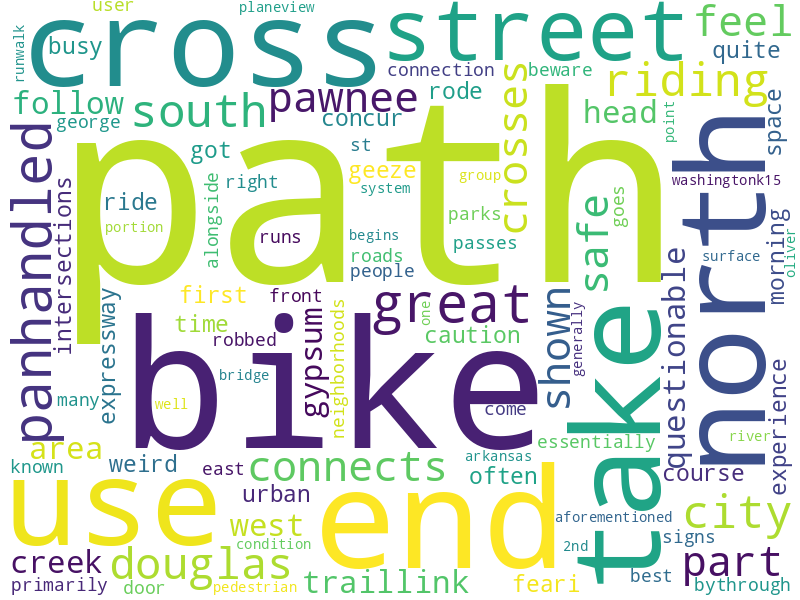 user
planeview
cross
street
feel
runwalk
busy
quite
connection
beware
riding
follow
south
pawnee
rode
head
space
george
concur
crosses
point
st
got
path
north
geeze
group
washingtonk15
right
system
safe
goes
ride
alongside
parks
portion
runs
begins
passes
panhandled
intersections
roads
surface
oliver
people
morning
first
front
great
shown
questionable
expressway
time
neighborhoods
one
caution
generally
robbed
gypsum
take
bridge
bike
many
well
come
experience
area
essentially
river
known
weird
east
connects
arkansas
often
course
urban
use
end
west
aforementioned
city
condition
signs
2nd
creek
douglas
part
best
primarily
door
pedestrian
traillink
feari
bythrough